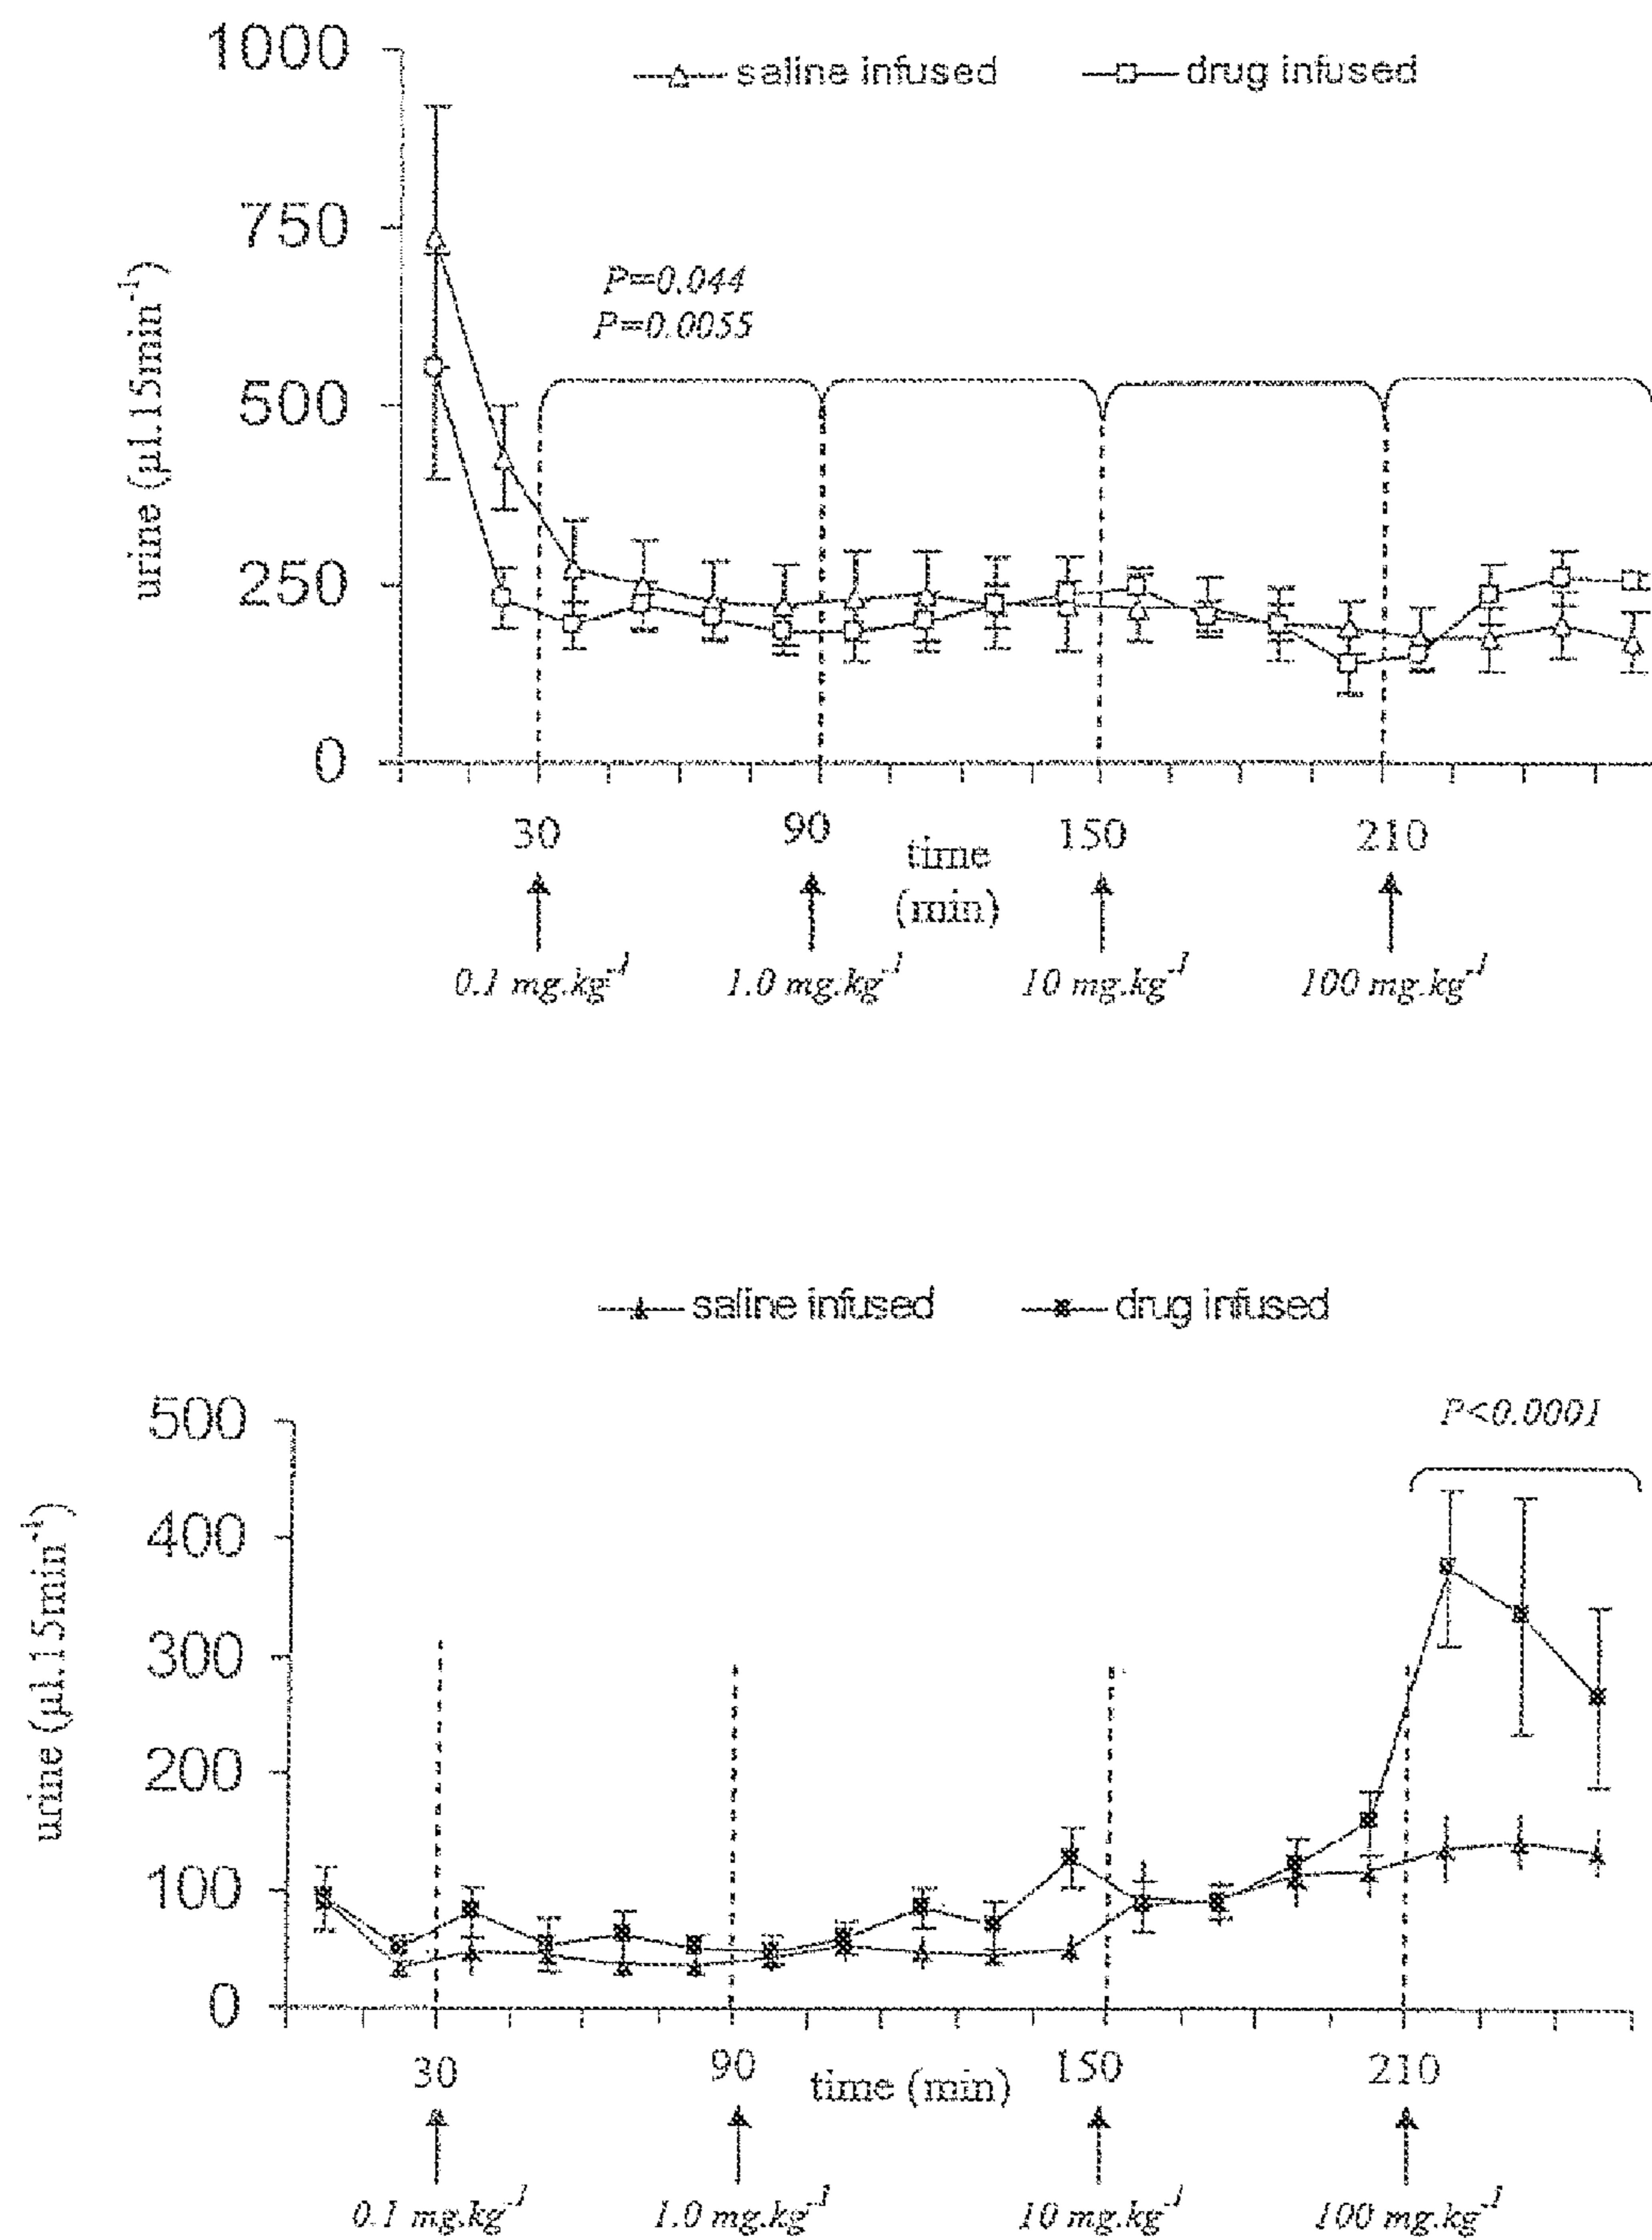 1000
saline infused
drug infused
750
urine (µl.15min⁻¹)
P=0.044
P=0.0055
500
250
0
30
90
150
210
time
(min)
0.1 mg.kg⁻¹
1.0 mg.kg⁻¹
10 mg.kg⁻¹
100 mg.kg⁻¹
saline infused
drug infused
500
P<0.0001
urine (µl.15min⁻¹)
400
300
200
100
0
30
90
time (min)
150
210
0.1 mg.kg⁻¹
1.0 mg.kg⁻¹
10 mg.kg⁻¹
100 mg.kg⁻¹